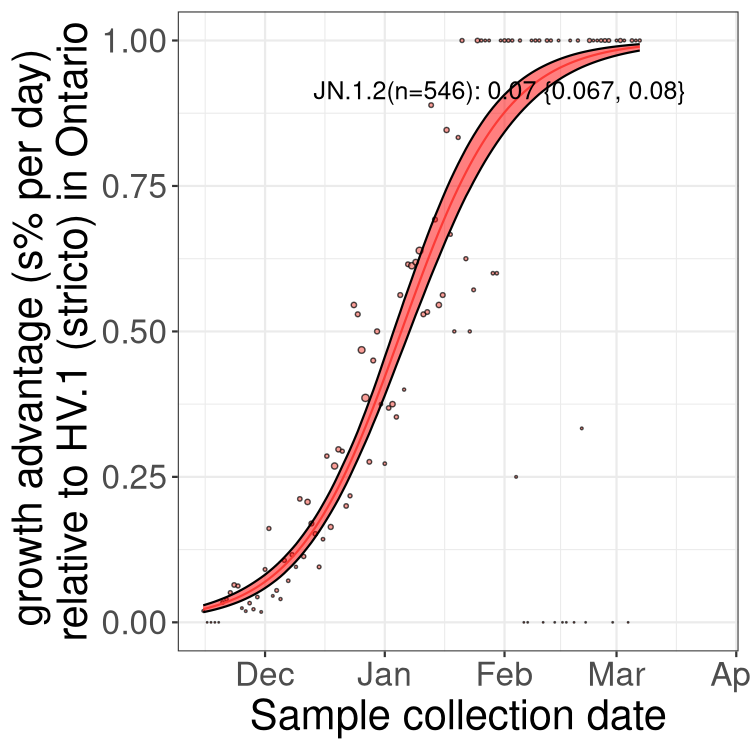 growth advantage (s% per day)
relative to HV.1 (stricto) in Ontario
1.00
0.75
0.50
0.25
0.00
JN.1.2(n=546): 0.07 {0.067, 0.08}
Dec Jan Feb Mar Ap
Sample collection date